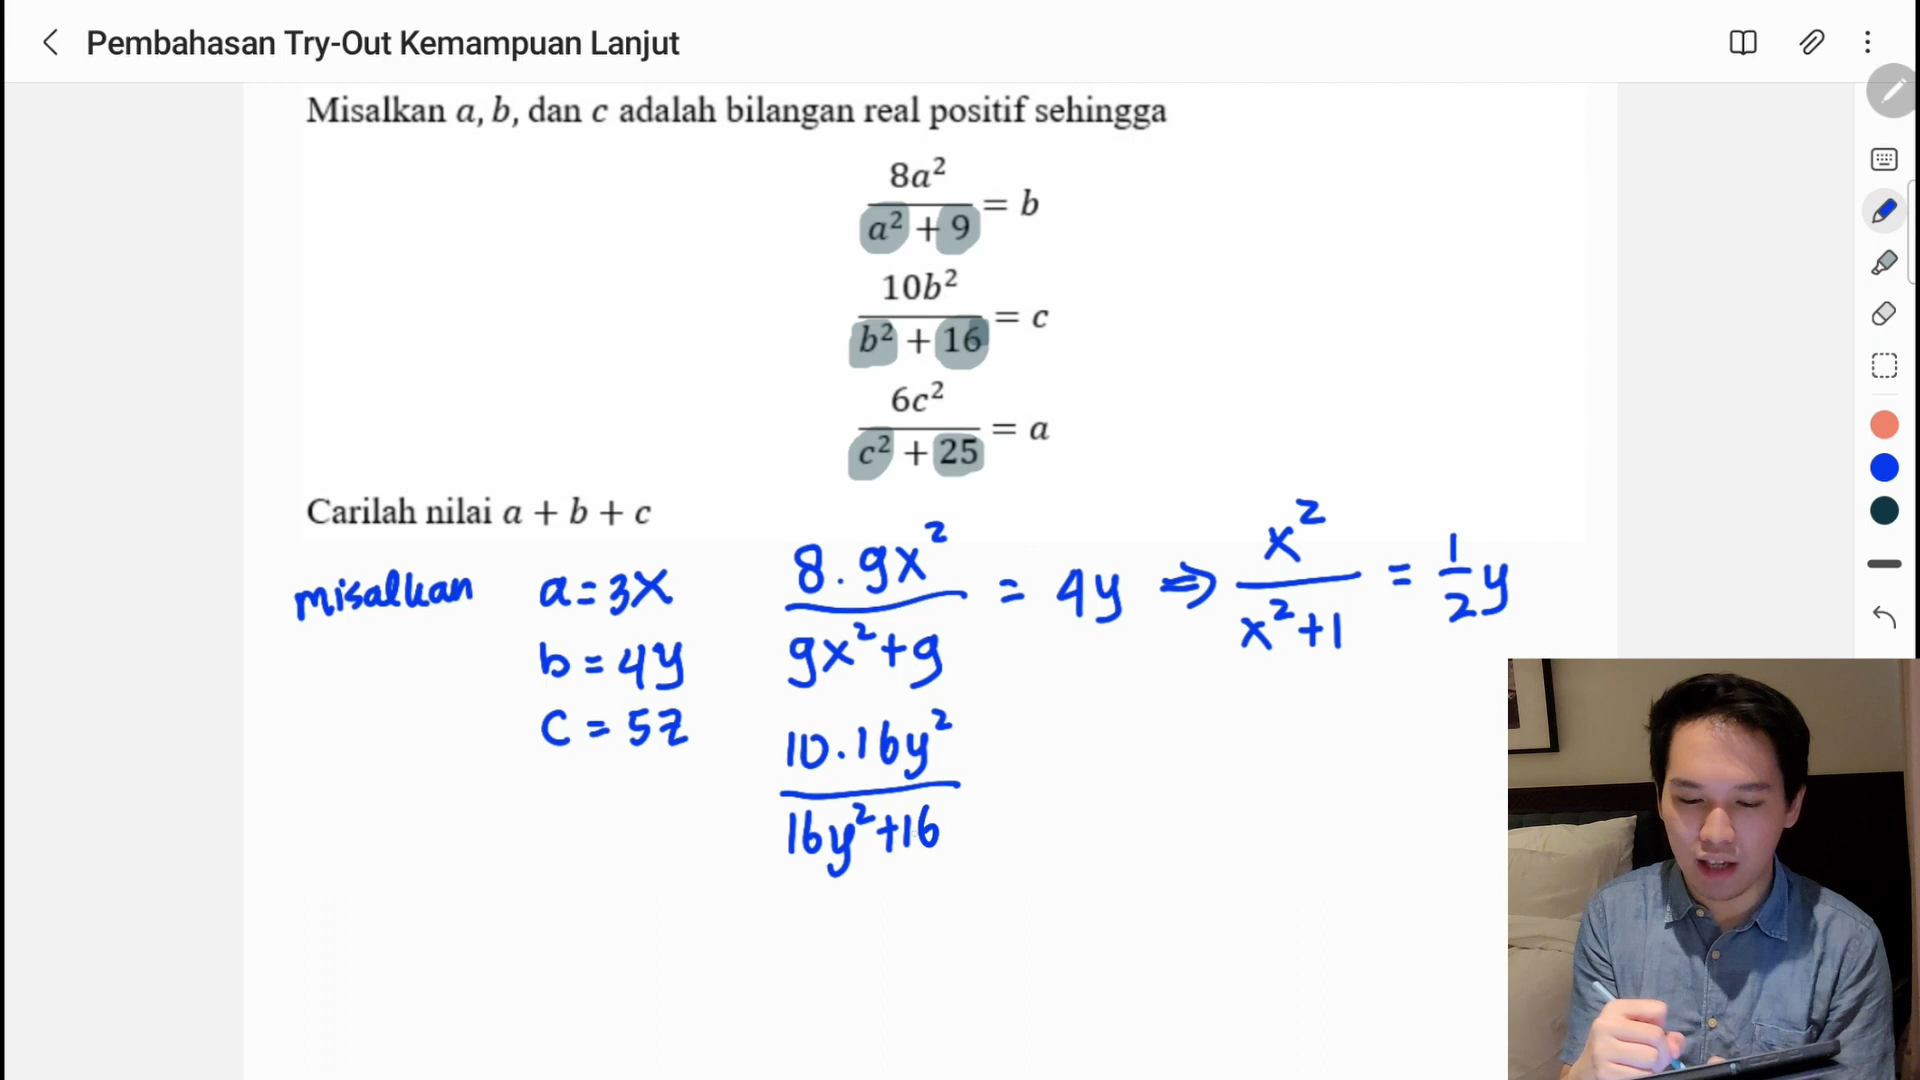 Pembahasan Try-Out Kemampuan Lanjut
Misalkan a, b, dan c adalah bilangan real positif sehingga
8a²/(a² + 9) = b
10b²/(b² + 16) = c
6c²/(c² + 25) = a
Carilah nilai a + b + c
misalkan a = 3x
b = 4y
c = 5z
8.9x²/(9x²+9) = 4y ⇒ x²/(x²+1) = 1/2 y
10.16y²/(16y²+16)